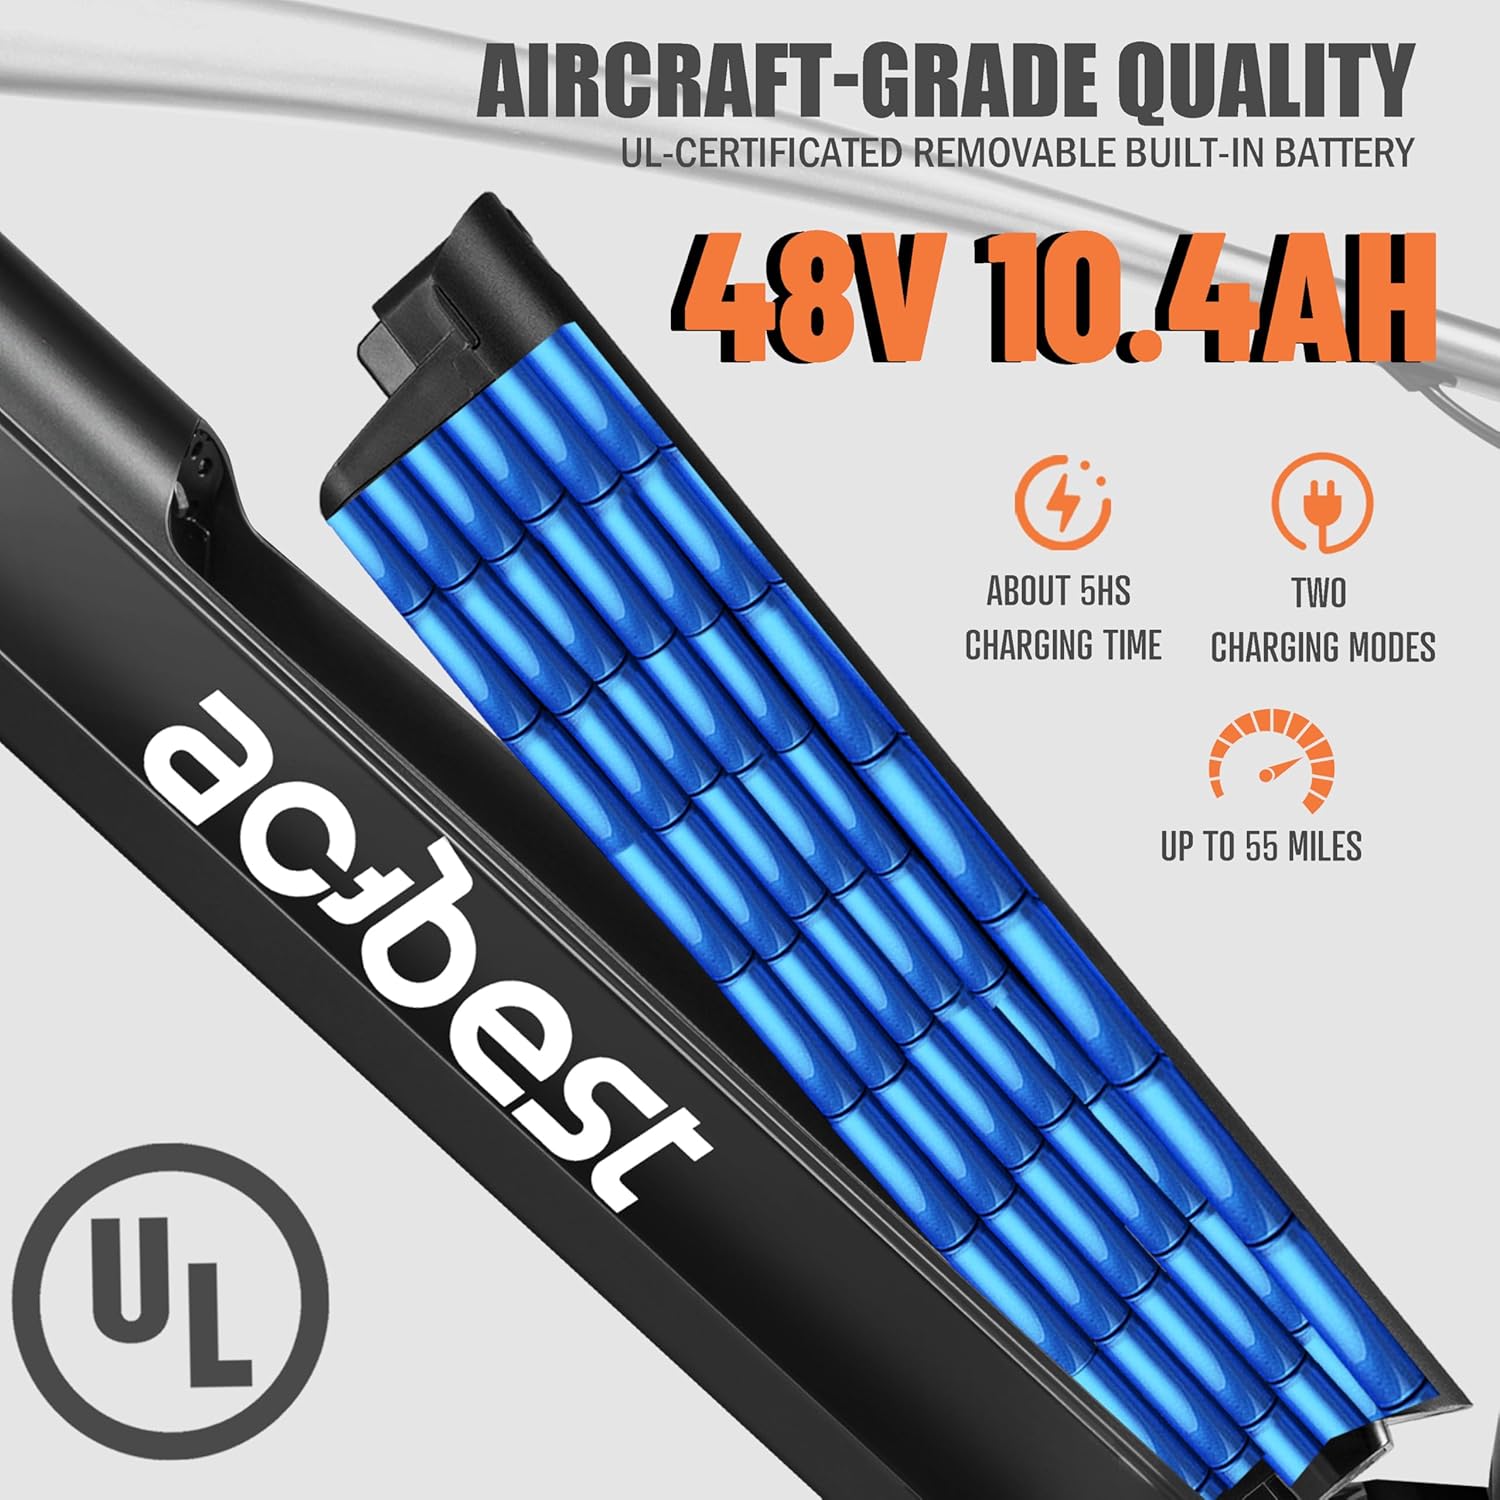 AIRCRAFT-GRADE QUALITY
UL-CERTIFICATED REMOVABLE BUILT-IN BATTERY
48V 10.4AH
ABOUT 5HS
CHARGING TIME
TWO
CHARGING MODES
UP TO 55 MILES
acbest
UL